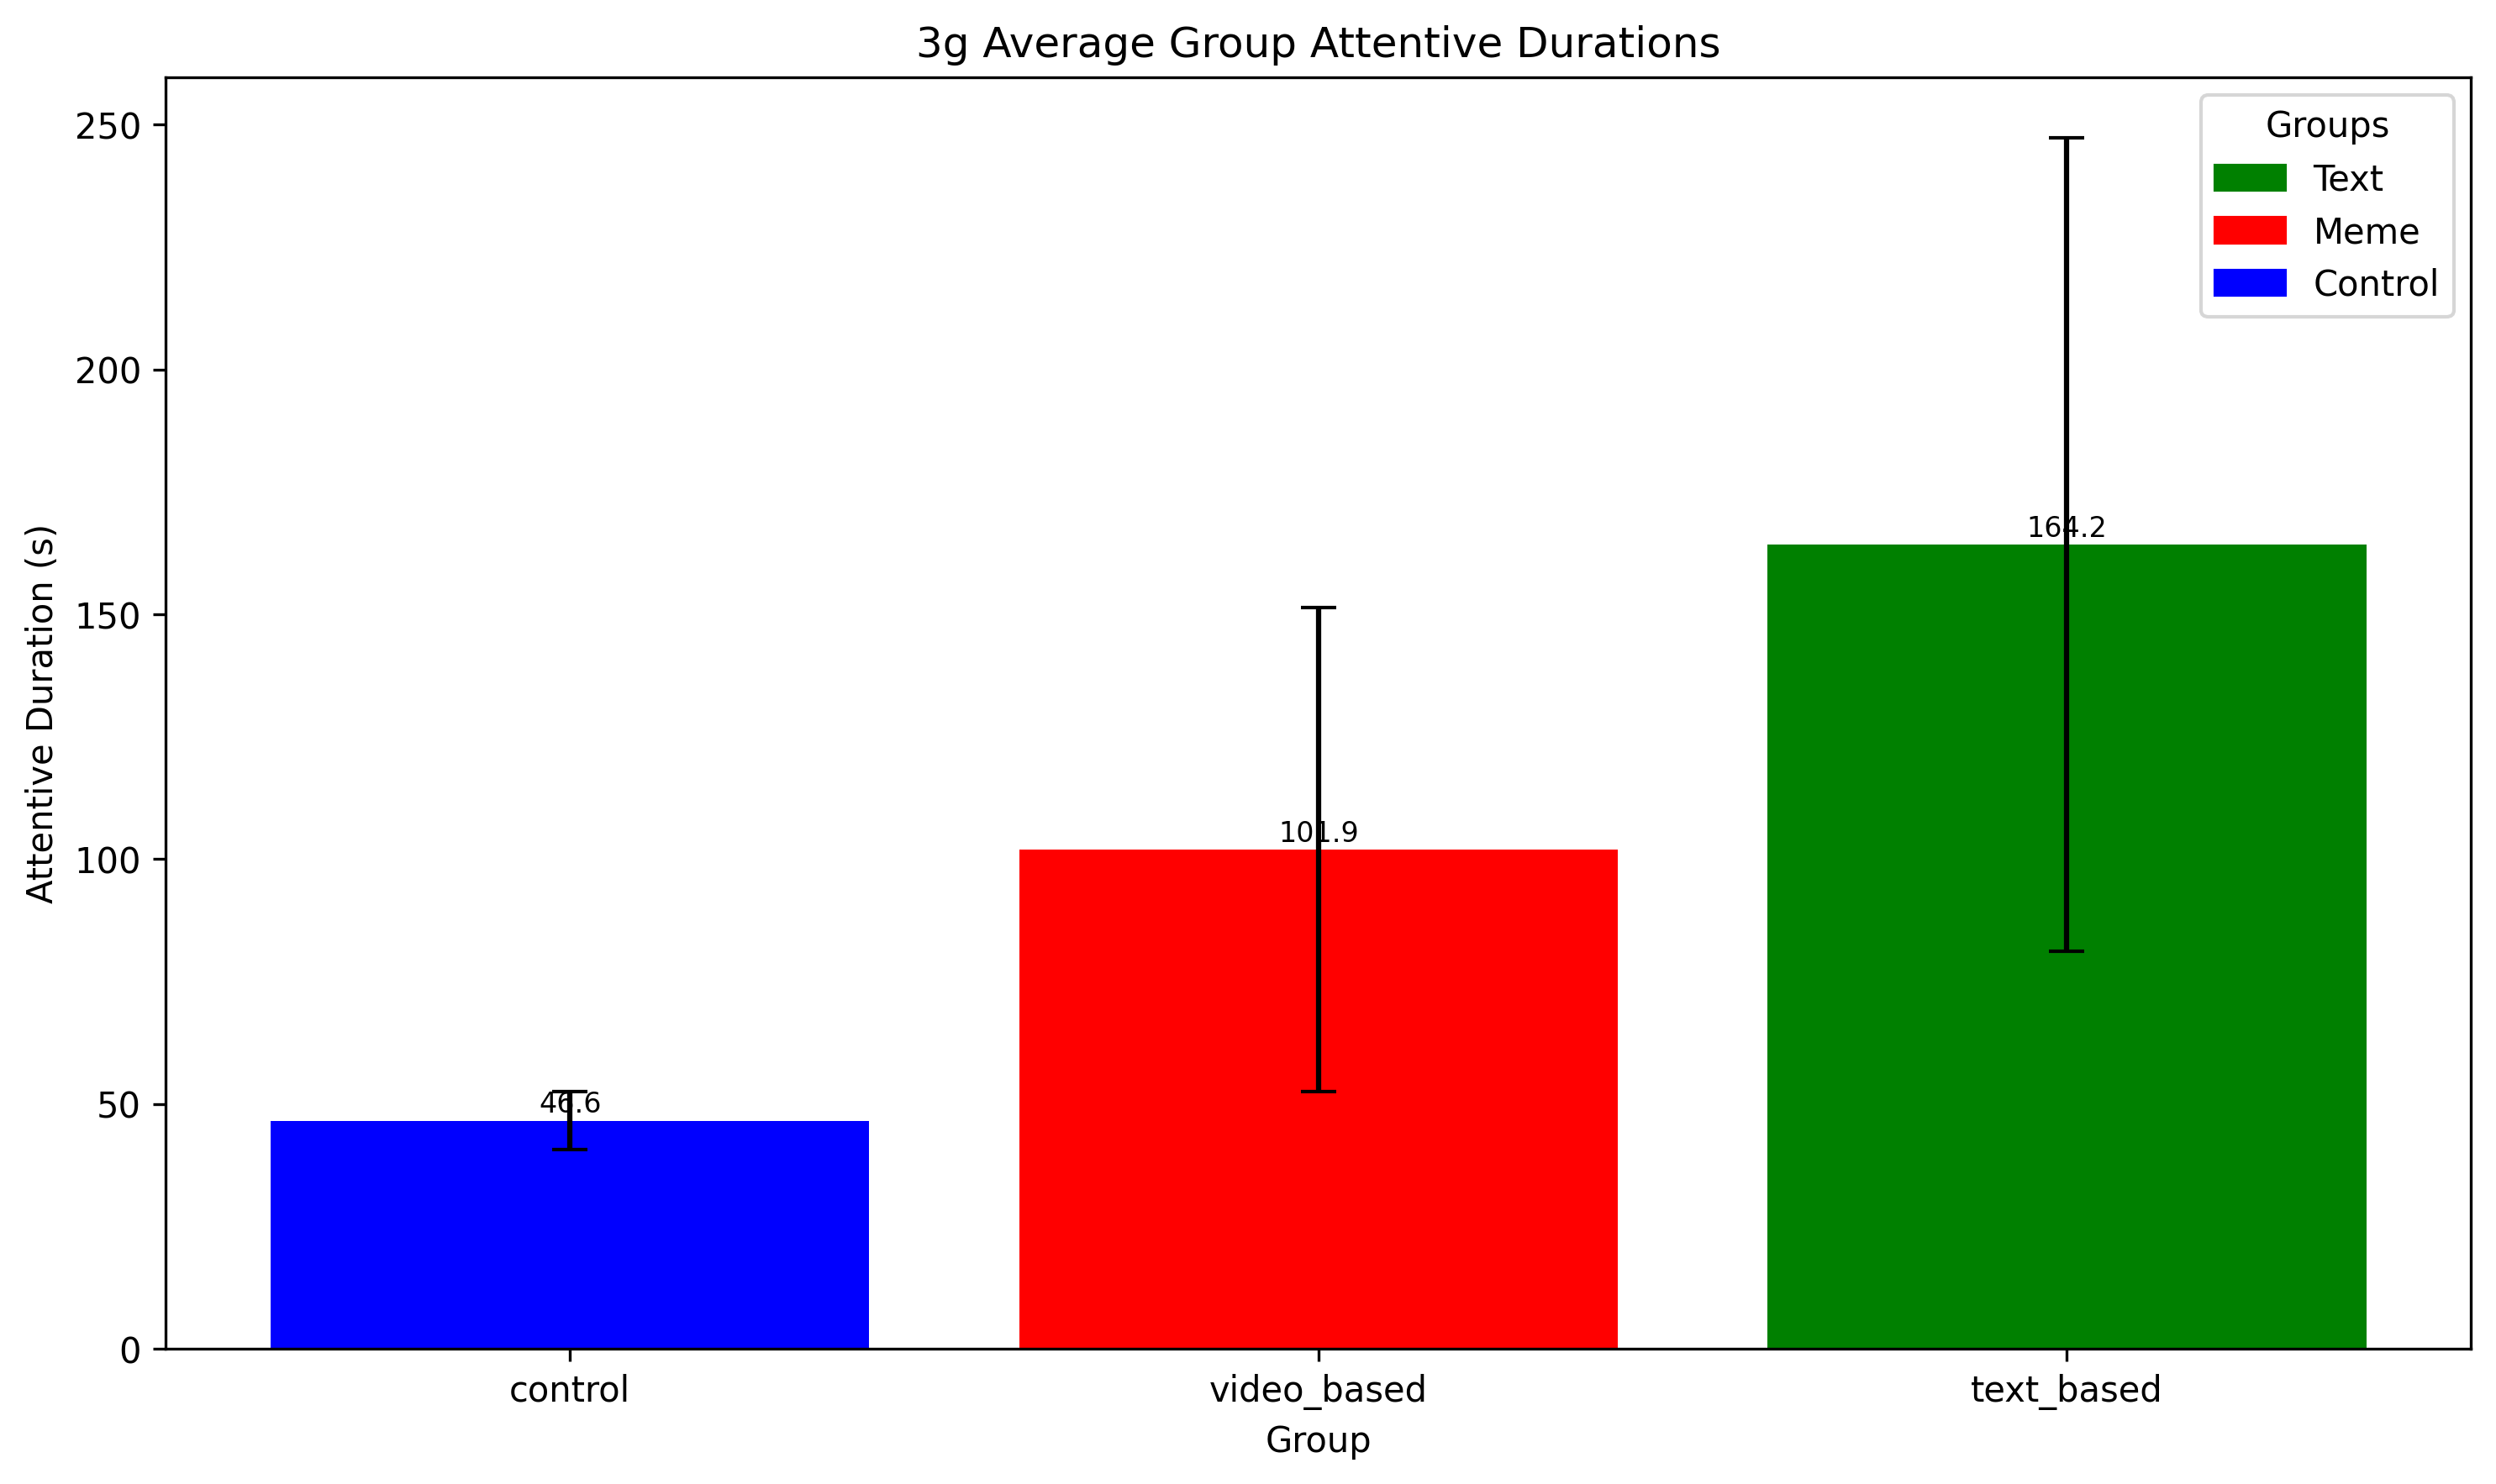 3g Average Group Attentive Durations
Groups
Text
Meme
Control
Attentive Duration (s)
250
200
150
100
50
0
46.6
101.9
164.2
control
video_based
text_based
Group